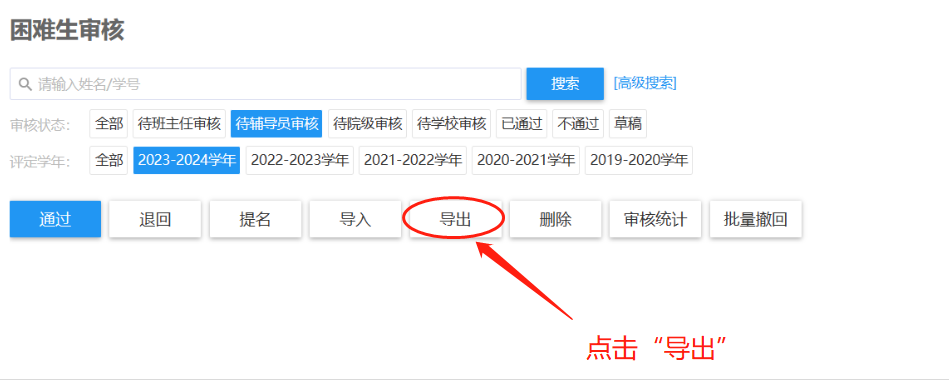 困难生审核
请输入姓名/学号 搜索 [高级搜索]
审核状态: 全部 待班主任审核 待辅导员审核 待院级审核 待学校审核 已通过 不通过 草稿
评定学年: 全部 2023-2024学年 2022-2023学年 2021-2022学年 2020-2021学年 2019-2020学年
通过 退回 提名 导入 导出 删除 审核统计 批量撤回
点击“导出”